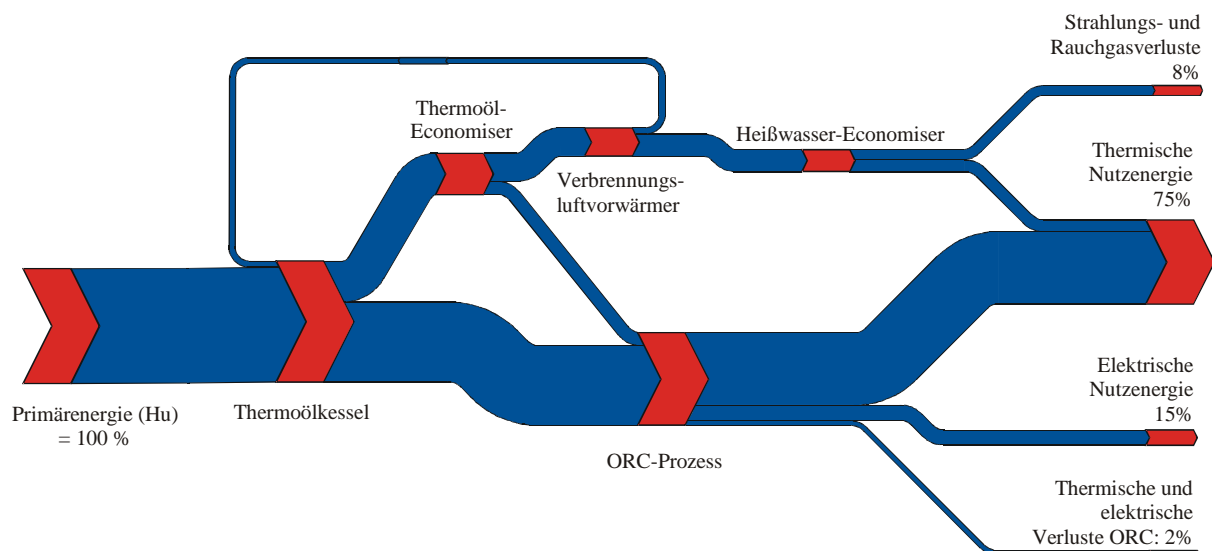 Strahlungs- und
Rauchgasverluste
8%
Thermoöl-
Economiser
Heißwasser-Economiser
Thermische
Nutzenergie
75%
Verbrennungs-
luftvorwärmer
Primärenergie (Hu)
= 100 %
Thermoölkessel
ORC-Prozess
Elektrische
Nutzenergie
15%
Thermische und
elektrische
Verluste ORC: 2%